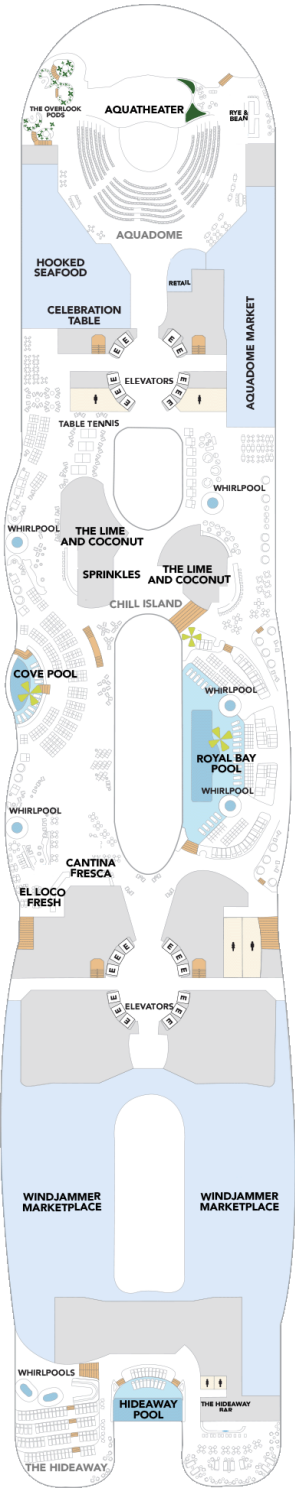 THE OVERLOOK
PODS
AQUATHEATER
RYE &
BEAN
AQUADOME
HOOKED
SEAFOOD
RETAIL
CELEBRATION
TABLE
AQUADOME MARKET
E
E
E
E
E
E
ELEVATORS
E
E
E
E
E
E
TABLE TENNIS
WHIRLPOOL
WHIRLPOOL
THE LIME
AND COCONUT
SPRINKLES
THE LIME
AND COCONUT
CHILL ISLAND
COVE POOL
WHIRLPOOL
ROYAL BAY
POOL
WHIRLPOOL
WHIRLPOOL
CANTINA
FRESCA
EL LOCO
FRESH
E
E
E
E
E
E
ELEVATORS
E
E
E
E
E
E
WINDJAMMER
MARKETPLACE
WINDJAMMER
MARKETPLACE
WHIRLPOOLS
HIDEAWAY
POOL
THE HIDEAWAY
BAR
THE HIDEAWAY